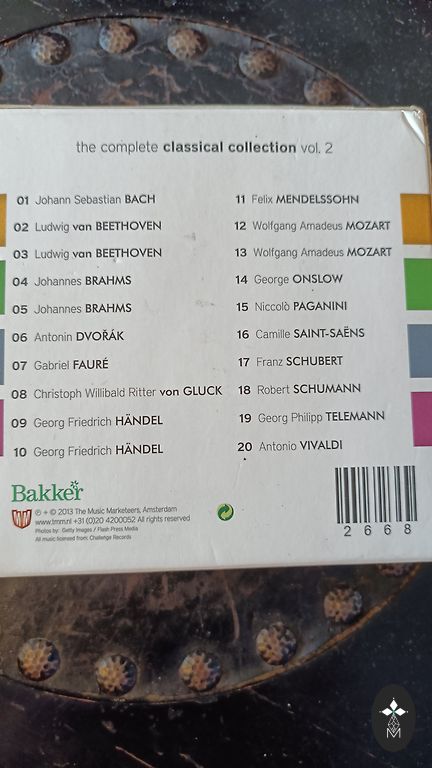 the complete classical collection vol. 2
01 Johann Sebastian BACH
02 Ludwig van BEETHOVEN
03 Ludwig van BEETHOVEN
04 Johannes BRAHMS
05 Johannes BRAHMS
06 Antonin DVOŘÁK
07 Gabriel FAURÉ
08 Christoph Willibald Ritter von GLUCK
09 Georg Friedrich HÄNDEL
10 Georg Friedrich HÄNDEL
11 Felix MENDELSSOHN
12 Wolfgang Amadeus MOZART
13 Wolfgang Amadeus MOZART
14 George ONSLOW
15 Niccolò PAGANINI
16 Camille SAINT-SAËNS
17 Franz SCHUBERT
18 Robert SCHUMANN
19 Georg Philipp TELEMANN
20 Antonio VIVALDI
Bakker
℗ + © 2013 The Music Marketeers, Amsterdam
www.tmm.nl +31 (0)20 4200052 All rights reserved
Photos by: Getty Images / Flash Press Media
All music licensed from: Challenge Records
2668
M